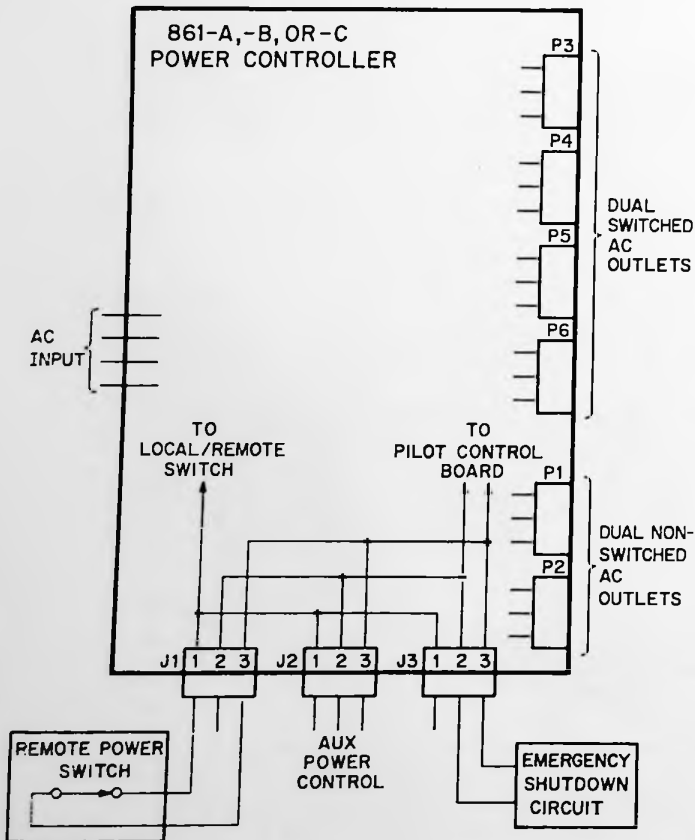 861-A,-B, OR-C
POWER CONTROLLER
P3
P4
P5
P6
DUAL
SWITCHED
AC
OUTLETS
AC
INPUT
TO
LOCAL/REMOTE
SWITCH
TO
PILOT CONTROL
BOARD
P1
P2
DUAL NON-
SWITCHED
AC
OUTLETS
J1 1 2 3
J2 1 2 3
J3 1 2 3
REMOTE POWER
SWITCH
AUX
POWER
CONTROL
EMERGENCY
SHUTDOWN
CIRCUIT